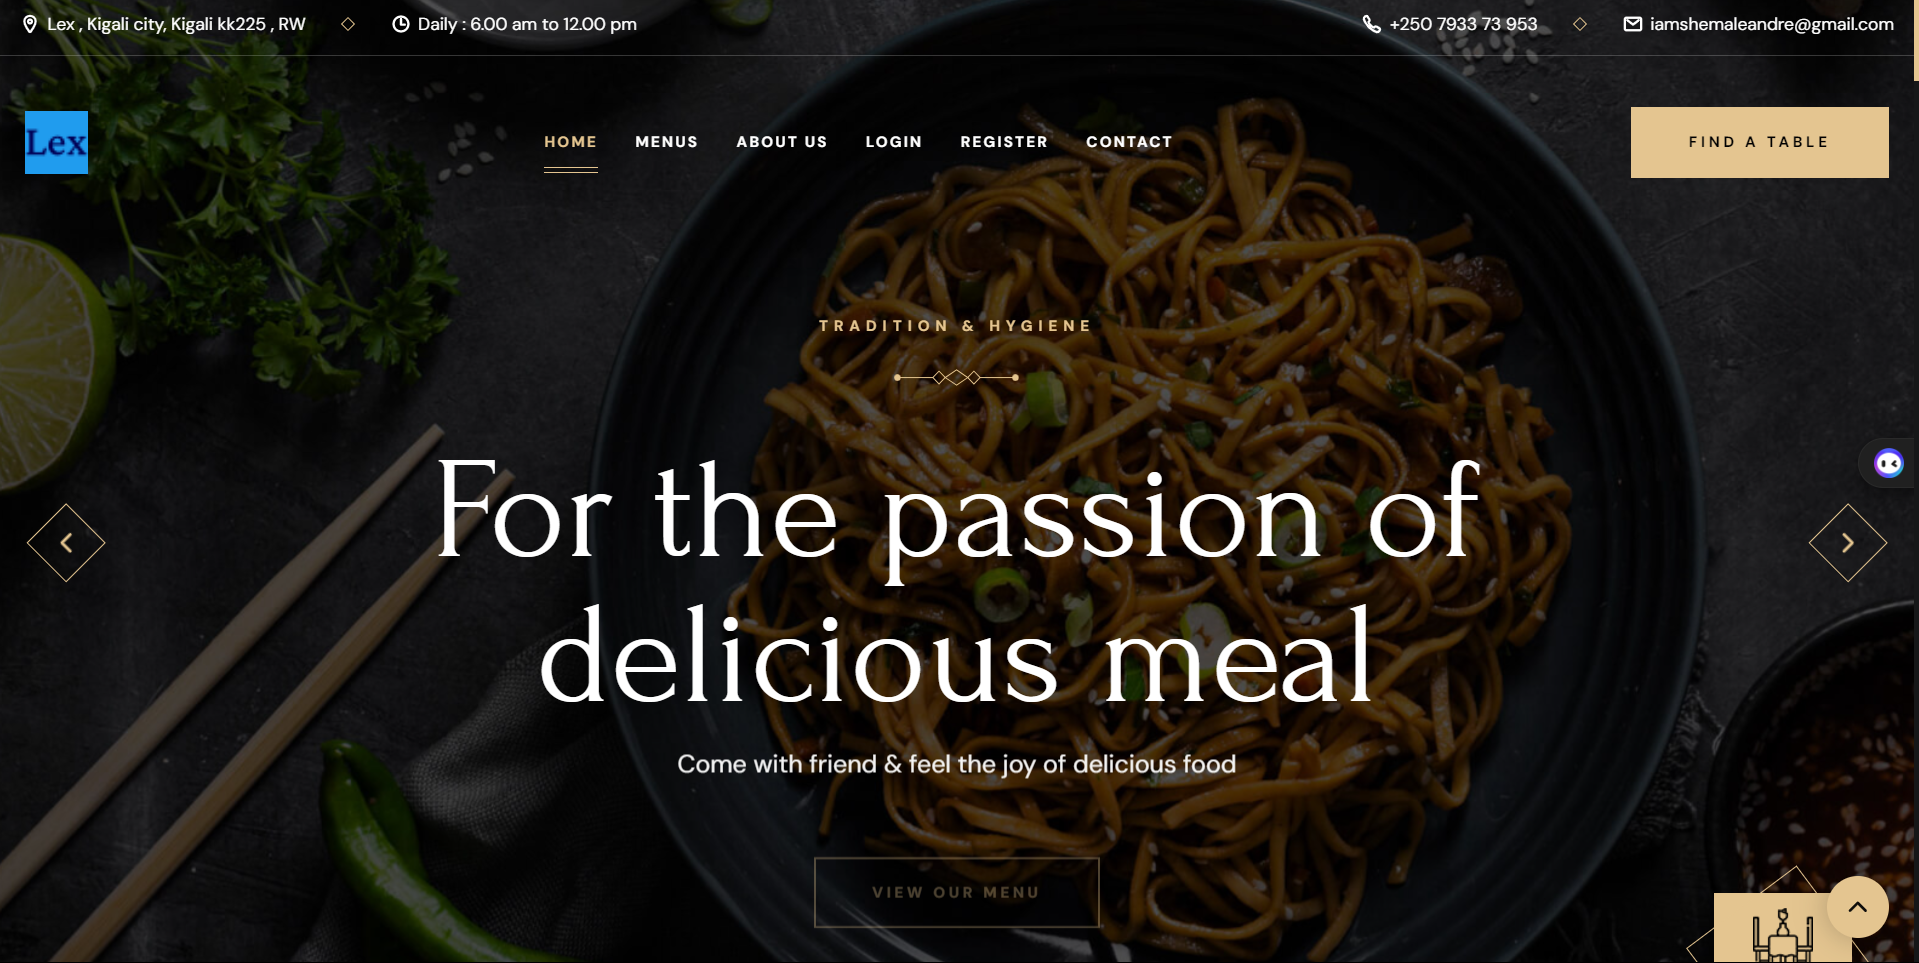 Lex , Kigali city, Kigali kk225 , RW
Daily : 6.00 am to 12.00 pm
+250 7933 73 953
iamshemaleandre@gmail.com
Lex
HOME
MENUS
ABOUT US
LOGIN
REGISTER
CONTACT
FIND A TABLE
TRADITION & HYGIENE
For the passion of
delicious meal
Come with friend & feel the joy of delicious food
VIEW OUR MENU